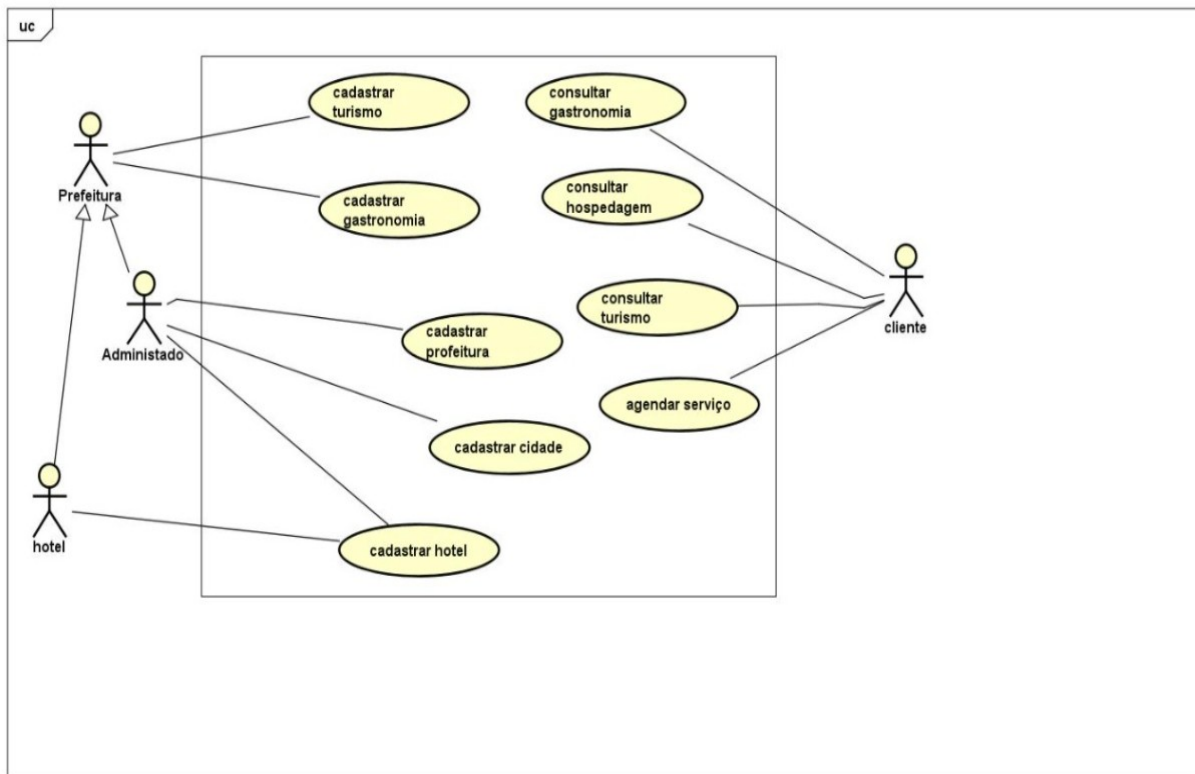 uc
cadastrar
turismo
consultar
gastronomia
Prefeitura
cadastrar
gastronomia
consultar
hospedagem
Administado
cadastrar
profeitura
consultar
turismo
cliente
agendar serviço
cadastrar cidade
hotel
cadastrar hotel